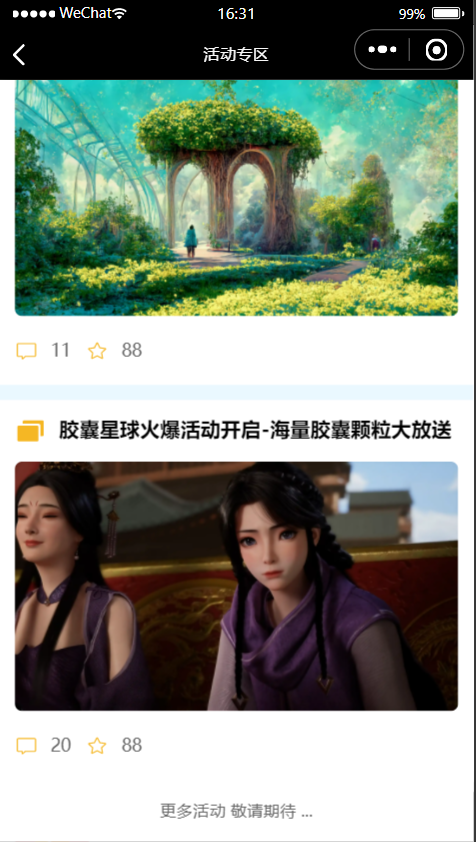 WeChat 16:31 99%
活动专区
11 88
胶囊星球火爆活动开启-海量胶囊颗粒大放送
20 88
更多活动 敬请期待 ...